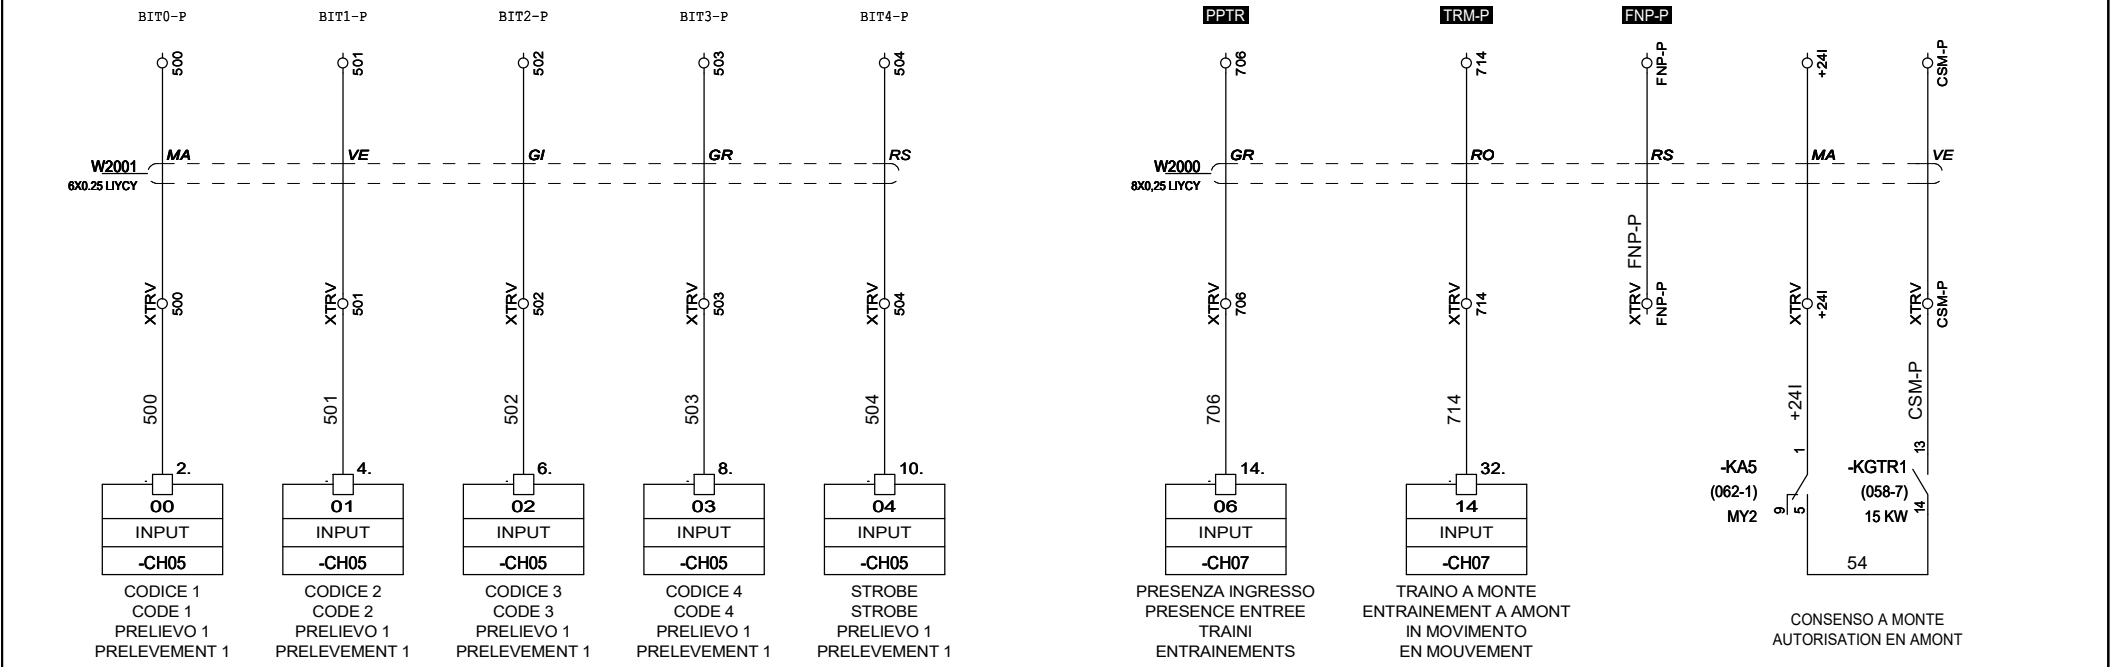 BIT0-P BIT1-P BIT2-P BIT3-P BIT4-P PPTR TRM-P FNP-P
500 501 502 503 504 706 714 FNP-P +24I CSM-P
MA VE GI GR RS GR RO RS MA VE
W2001 W2000
6X0.25 LIYCY 8X0,25 LIYCY
FNP-P
XTRV XTRV XTRV XTRV XTRV XTRV XTRV XTRV XTRV XTRV
500 501 502 503 504 706 714 FNP-P +24I CSM-P
500 501 502 503 504 706 714 +24I CSM-P
1 13
2. 4. 6. 8. 10. 14. 32. -KA5 -KGTR1
(062-1) (058-7)
00 01 02 03 04 06 14
9 5 14
MY2 15 KW
INPUT INPUT INPUT INPUT INPUT INPUT INPUT
-CH05 -CH05 -CH05 -CH05 -CH05 -CH07 -CH07 54
CODICE 1 CODICE 2 CODICE 3 CODICE 4 STROBE PRESENZA INGRESSO TRAINO A MONTE
CODE 1 CODE 2 CODE 3 CODE 4 STROBE PRESENCE ENTREE ENTRAINEMENT A AMONT
PRELIEVO 1 PRELIEVO 1 PRELIEVO 1 PRELIEVO 1 PRELIEVO 1 TRAINI IN MOVIMENTO
PRELEVEMENT 1 PRELEVEMENT 1 PRELEVEMENT 1 PRELEVEMENT 1 PRELEVEMENT 1 ENTRAINEMENTS EN MOUVEMENT
CONSENSO A MONTE
AUTORISATION EN AMONT